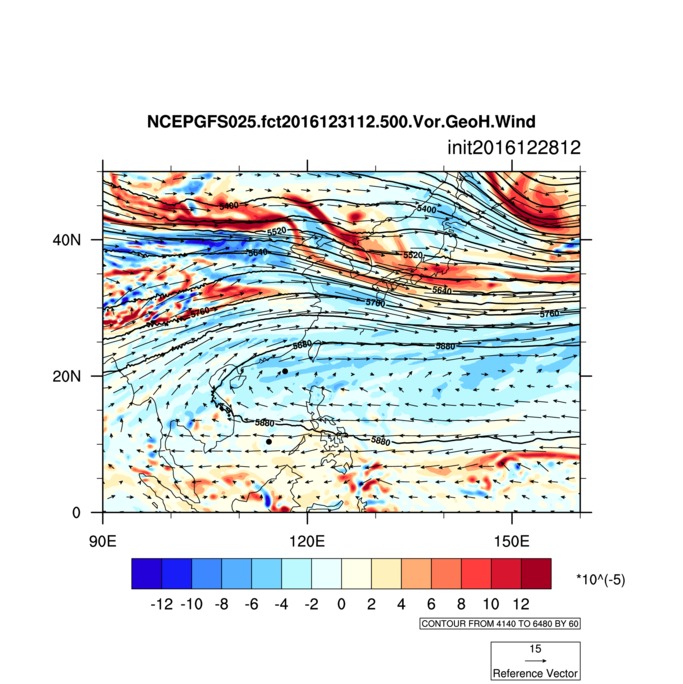 NCEPGFS025.fct2016123112.500.Vor.GeoH.Wind
init2016122812
5400
5400
5520
5520
5640
5640
5760
5760
5760
5880
5880
5880
5880
40N
20N
0
90E 120E 150E
-12 -10 -8 -6 -4 -2 0 2 4 6 8 10 12
*10^(-5)
CONTOUR FROM 4140 TO 6480 BY 60
15
Reference Vector